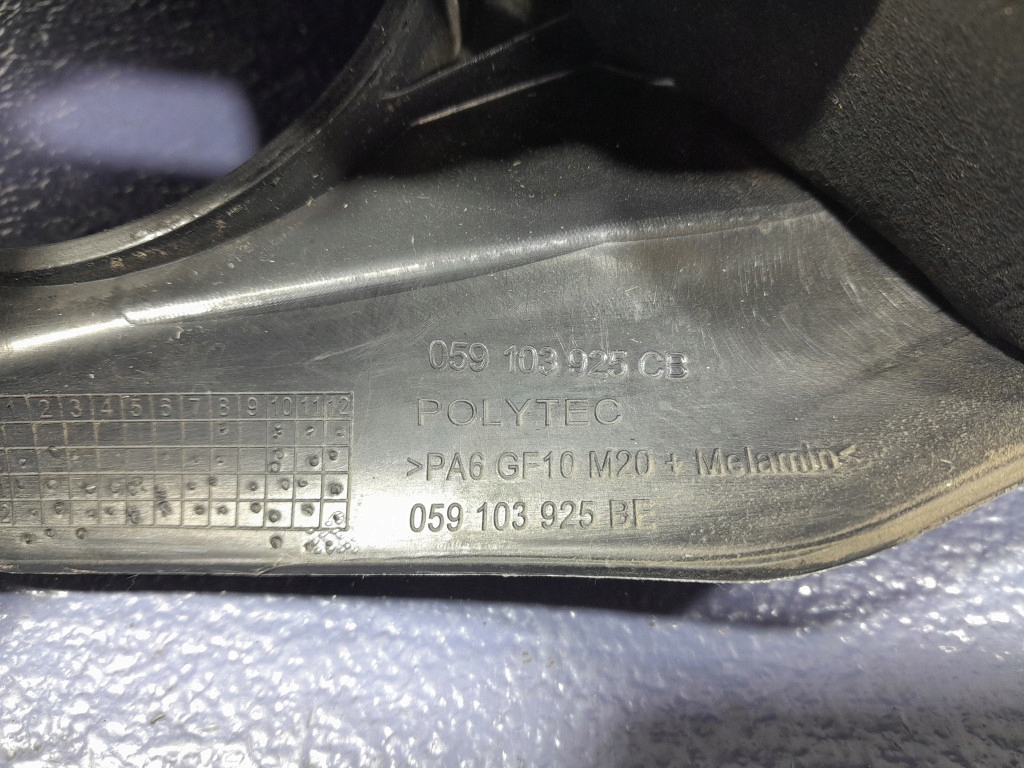 059 103 925 CB
POLYTEC
>PA6 GF10 M20 + Melamin<
059 103 925 BE
1 2 3 4 5 6 7 8 9 10 11 12